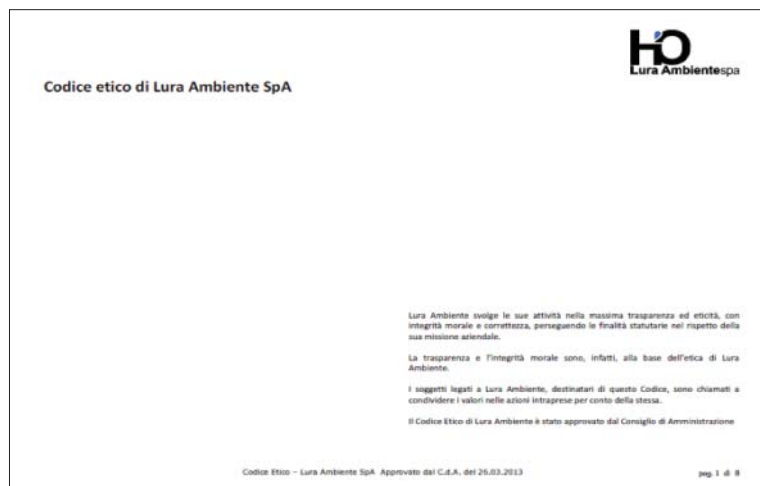 H2O
Lura Ambientespa
Codice etico di Lura Ambiente SpA
Lura Ambiente svolge le sue attività nella massima trasparenza ed eticità, con
integrità morale e correttezza, perseguendo le finalità statutarie nel rispetto della
sua missione aziendale.
La trasparenza e l'integrità morale sono, infatti, alla base dell'etica di Lura
Ambiente.
I soggetti legati a Lura Ambiente, destinatari di questo Codice, sono chiamati a
condividere i valori nelle azioni intraprese per conto della stessa.
Il Codice Etico di Lura Ambiente è stato approvato dal Consiglio di Amministrazione
Codice Etico – Lura Ambiente SpA Approvato dal C.d.A. del 26.03.2013
pag. 1 di 8